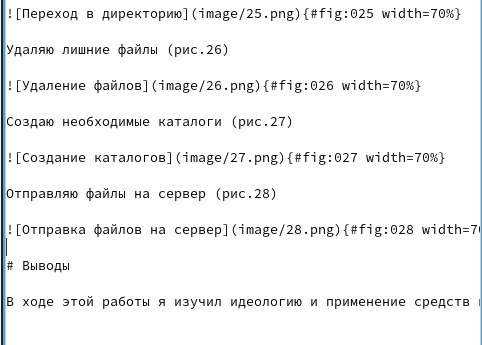 ![Переход в директорию](image/25.png){#fig:025 width=70%}
Удаляю лишние файлы (рис.26)
![Удаление файлов](image/26.png){#fig:026 width=70%}
Создаю необходимые каталоги (рис.27)
![Создание каталогов](image/27.png){#fig:027 width=70%}
Отправляю файлы на сервер (рис.28)
![Отправка файлов на сервер](image/28.png){#fig:028 width=7
# Выводы
В ходе этой работы я изучил идеологию и применение средств